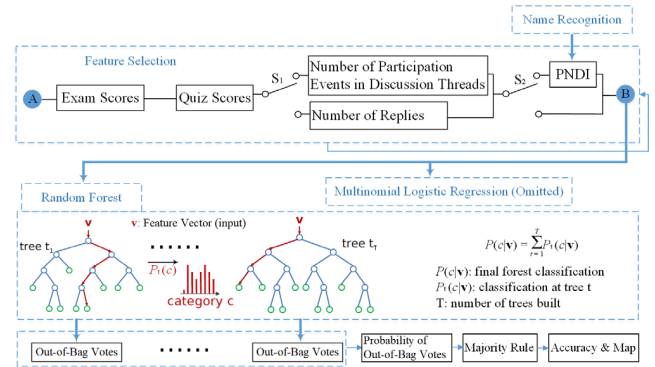 Name Recognition
Feature Selection
A
Exam Scores
Quiz Scores
S1
Number of Participation
Events in Discussion Threads
Number of Replies
S2
PNDI
B
Random Forest
Multinomial Logistic Regression (Omitted)
v
v: Feature Vector (input)
tree t1
......
Pt(c)
category c
v
tree tT
P(c|v) = ∑ Pt(c|v)
T
t = 1
P(c|v): final forest classification
Pt(c|v): classification at tree t
T: number of trees built
Out-of-Bag Votes
......
Out-of-Bag Votes
Probability of
Out-of-Bag Votes
Majority Rule
Accuracy & Map